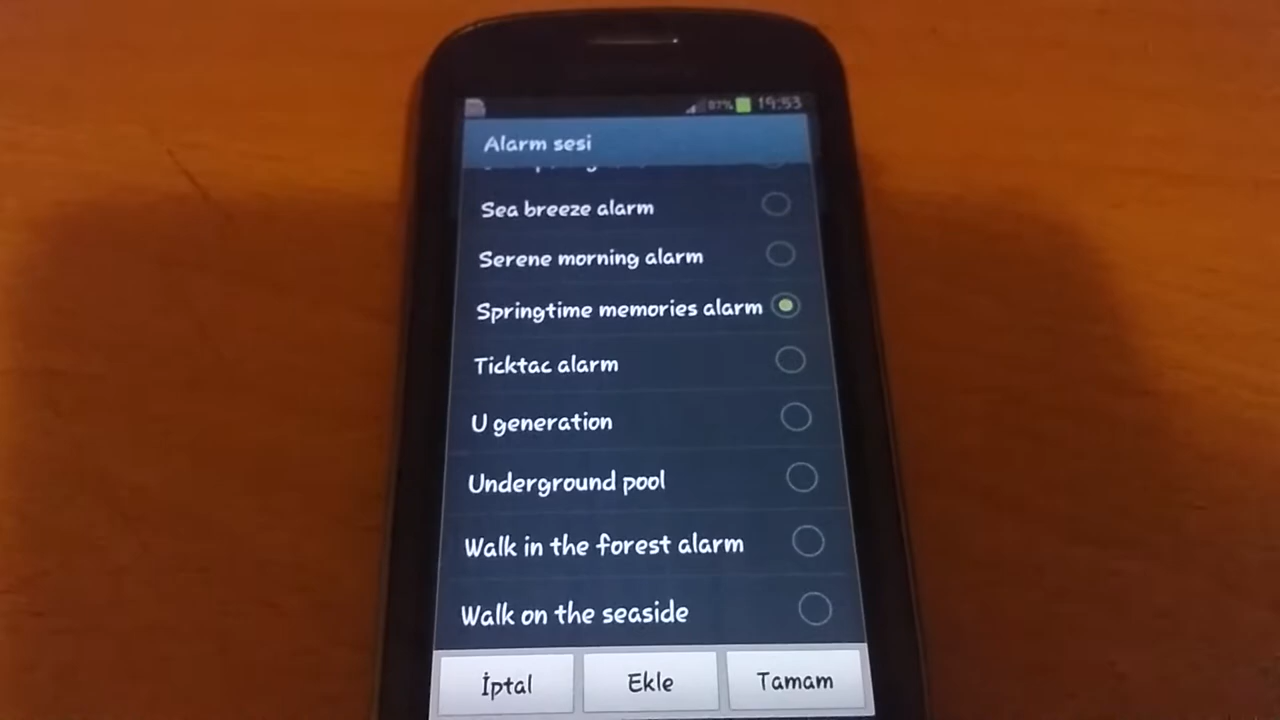 87% 19:53
Alarm sesi
Sea breeze alarm
Serene morning alarm
Springtime memories alarm
Ticktac alarm
U generation
Underground pool
Walk in the forest alarm
Walk on the seaside
İptal Ekle Tamam